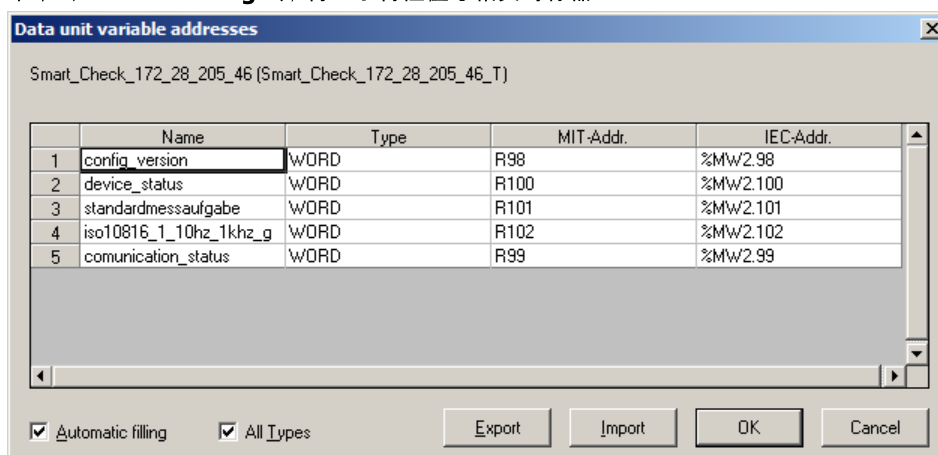 Data unit variable addresses
Smart_Check_172_28_205_46 (Smart_Check_172_28_205_46_T)
Name Type MIT-Addr. IEC-Addr.
1 config_version WORD R98 %MW2.98
2 device_status WORD R100 %MW2.100
3 standardmessaufgabe WORD R101 %MW2.101
4 iso10816_1_10hz_1khz_g WORD R102 %MW2.102
5 comunication_status WORD R99 %MW2.99
Automatic filling All Types Export Import OK Cancel